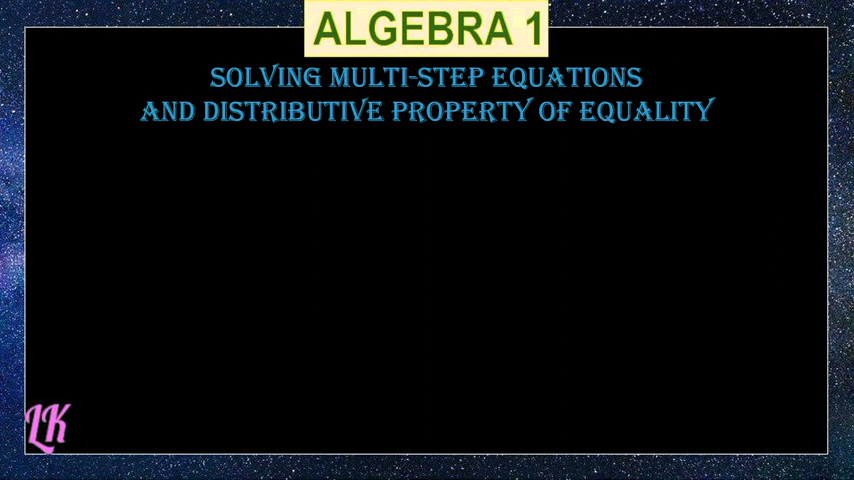 ALGEBRA 1
SOLVING MULTI-STEP EQUATIONS
AND DISTRIBUTIVE PROPERTY OF EQUALITY
LK